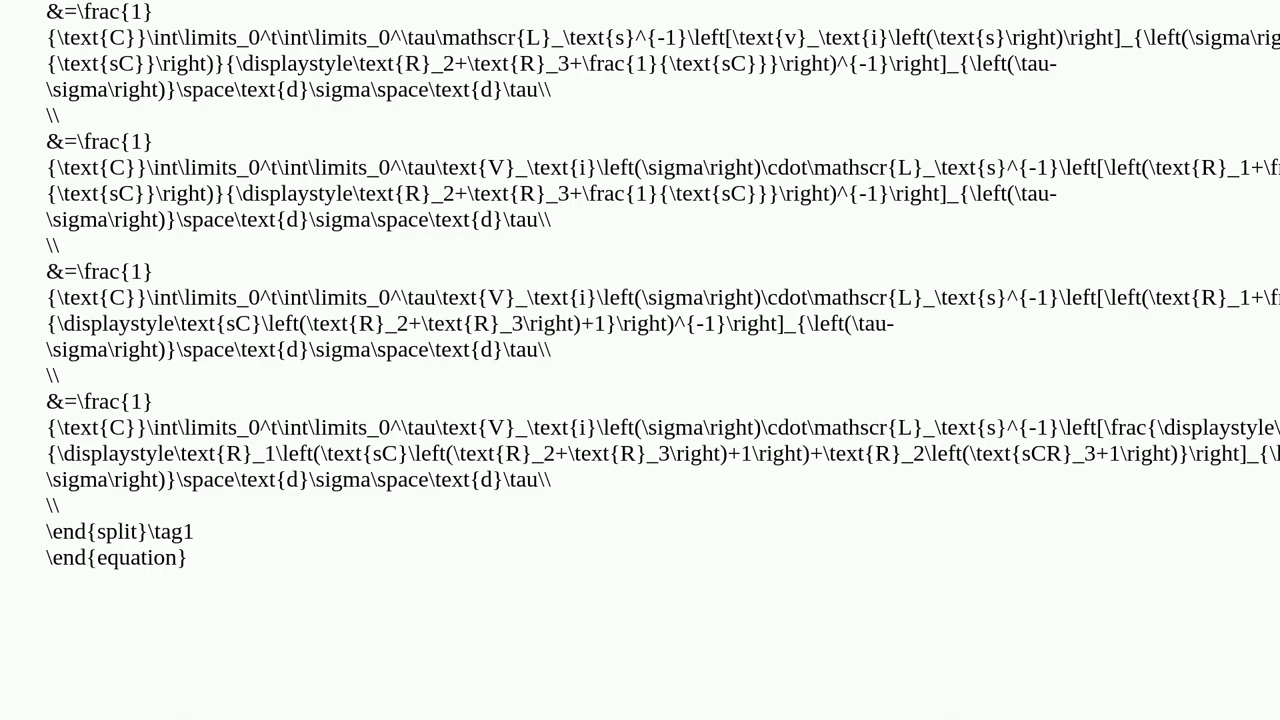 &=\frac{1}
{\text{C}}\int\limits_0^t\int\limits_0^\tau\mathscr{L}_\text{s}^{-1}\left[\text{v}_\text{i}\left(\text{s}\right)\right]_{\left(\sigma\rig
{\text{sC}}\right)}{\displaystyle\text{R}_2+\text{R}_3+\frac{1}{\text{sC}}}\right)^{-1}\right]_{\left(\tau-
\sigma\right)}\space\text{d}\sigma\space\text{d}\tau\\
\\
&=\frac{1}
{\text{C}}\int\limits_0^t\int\limits_0^\tau\text{V}_\text{i}\left(\sigma\right)\cdot\mathscr{L}_\text{s}^{-1}\left[\left(\text{R}_1+\fr
{\text{sC}}\right)}{\displaystyle\text{R}_2+\text{R}_3+\frac{1}{\text{sC}}}\right)^{-1}\right]_{\left(\tau-
\sigma\right)}\space\text{d}\sigma\space\text{d}\tau\\
\\
&=\frac{1}
{\text{C}}\int\limits_0^t\int\limits_0^\tau\text{V}_\text{i}\left(\sigma\right)\cdot\mathscr{L}_\text{s}^{-1}\left[\left(\text{R}_1+\fr
{\displaystyle\text{sC}\left(\text{R}_2+\text{R}_3\right)+1}\right)^{-1}\right]_{\left(\tau-
\sigma\right)}\space\text{d}\sigma\space\text{d}\tau\\
\\
&=\frac{1}
{\text{C}}\int\limits_0^t\int\limits_0^\tau\text{V}_\text{i}\left(\sigma\right)\cdot\mathscr{L}_\text{s}^{-1}\left[\frac{\displaystyle\
{\displaystyle\text{R}_1\left(\text{sC}\left(\text{R}_2+\text{R}_3\right)+1\right)+\text{R}_2\left(\text{sCR}_3+1\right)}\right]_{\l
\sigma\right)}\space\text{d}\sigma\space\text{d}\tau\\
\\
\end{split}\tag1
\end{equation}